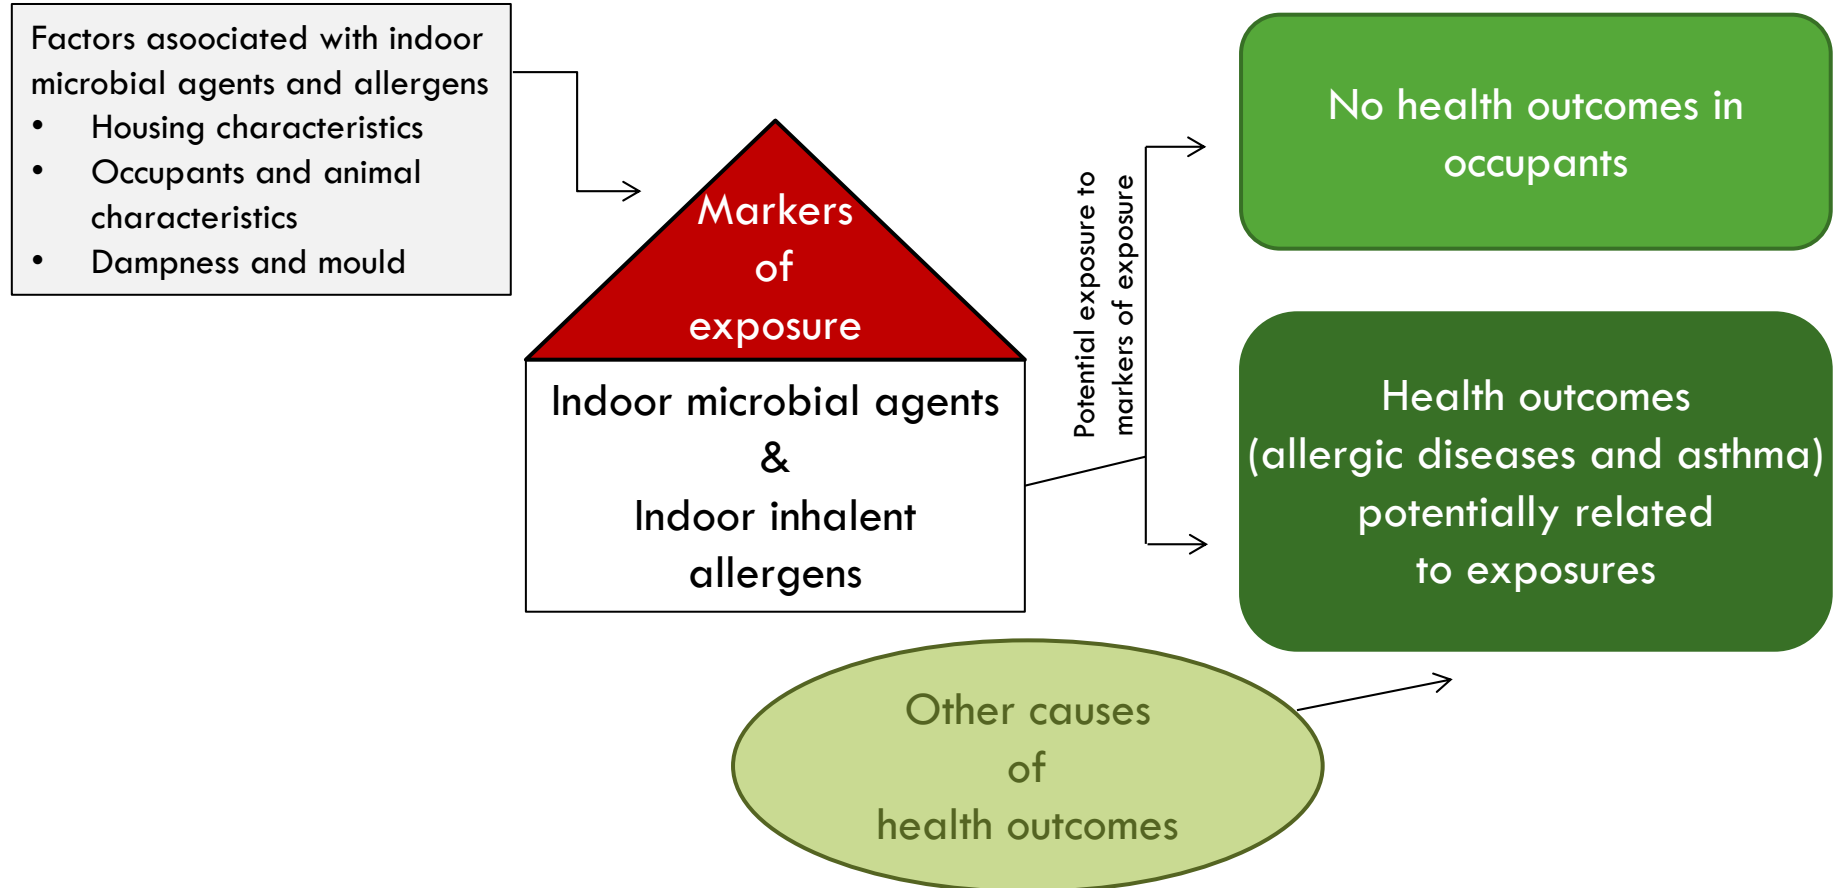 Factors asoociated with indoor
microbial agents and allergens
• Housing characteristics
• Occupants and animal
characteristics
• Dampness and mould
Markers
of
exposure
Indoor microbial agents
&
Indoor inhalent
allergens
Potential exposure to
markers of exposure
No health outcomes in
occupants
Health outcomes
(allergic diseases and asthma)
potentially related
to exposures
Other causes
of
health outcomes